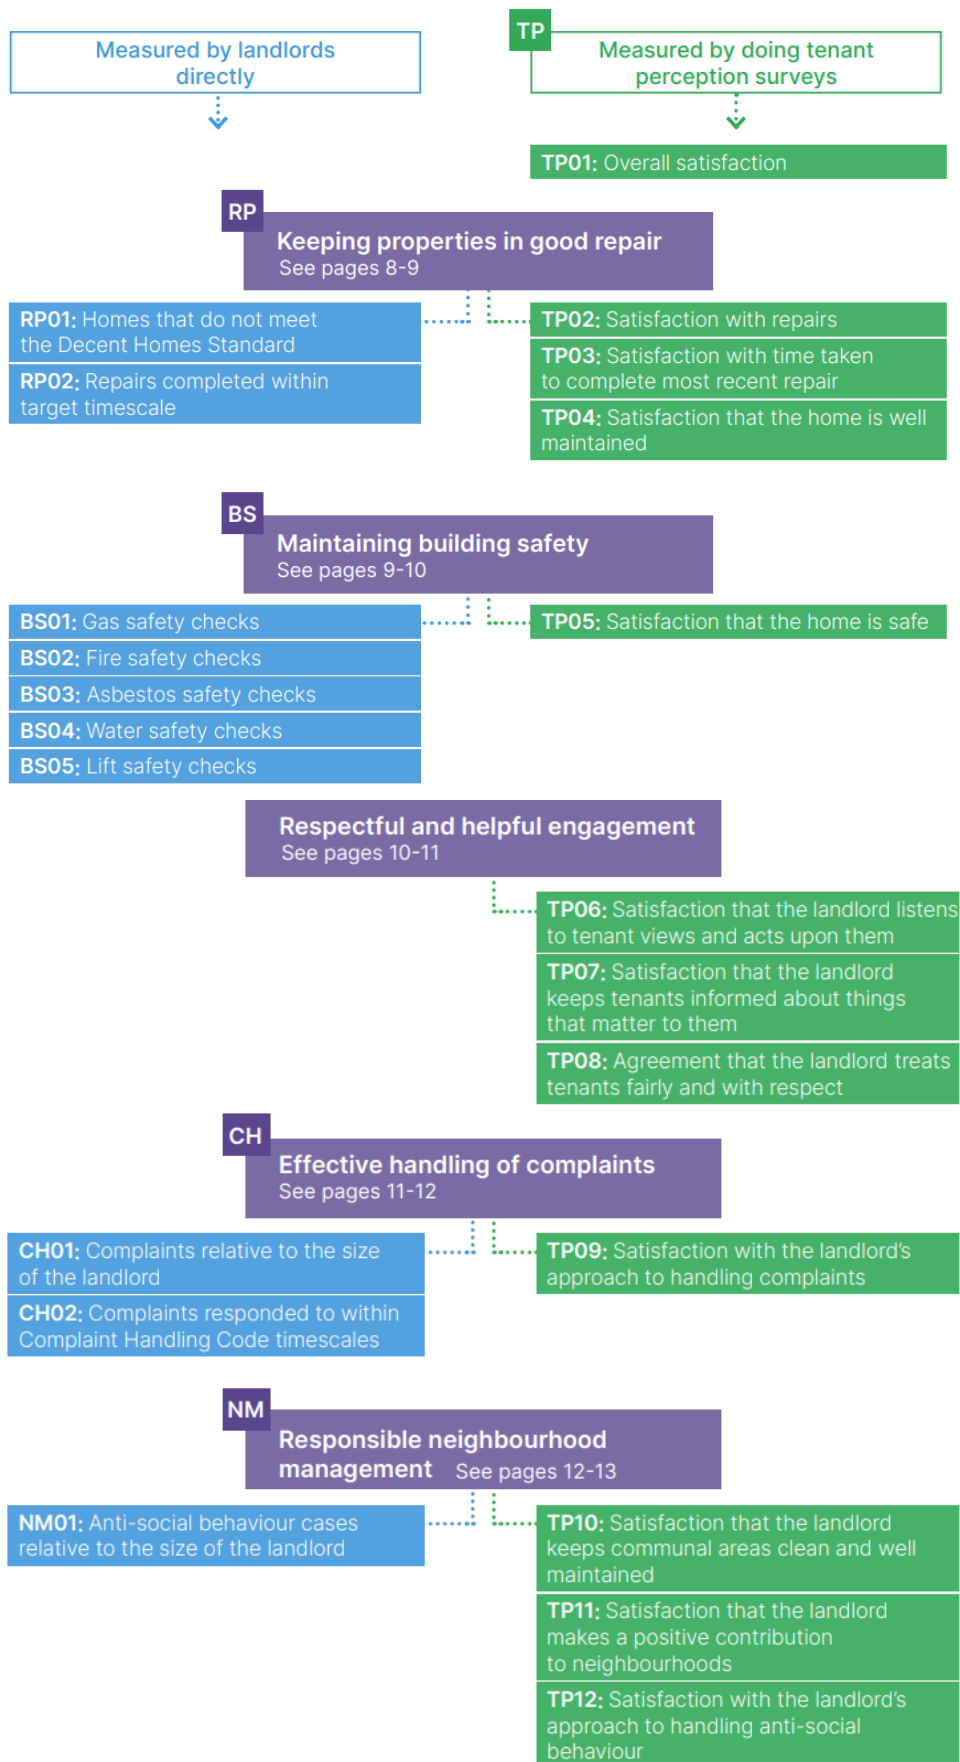 Measured by landlords
directly
TP
Measured by doing tenant
perception surveys
TP01: Overall satisfaction
RP
Keeping properties in good repair
See pages 8-9
RP01: Homes that do not meet
the Decent Homes Standard
RP02: Repairs completed within
target timescale
TP02: Satisfaction with repairs
TP03: Satisfaction with time taken
to complete most recent repair
TP04: Satisfaction that the home is well
maintained
BS
Maintaining building safety
See pages 9-10
BS01: Gas safety checks
BS02: Fire safety checks
BS03: Asbestos safety checks
BS04: Water safety checks
BS05: Lift safety checks
TP05: Satisfaction that the home is safe
Respectful and helpful engagement
See pages 10-11
TP06: Satisfaction that the landlord listens
to tenant views and acts upon them
TP07: Satisfaction that the landlord
keeps tenants informed about things
that matter to them
TP08: Agreement that the landlord treats
tenants fairly and with respect
CH
Effective handling of complaints
See pages 11-12
CH01: Complaints relative to the size
of the landlord
CH02: Complaints responded to within
Complaint Handling Code timescales
TP09: Satisfaction with the landlord's
approach to handling complaints
NM
Responsible neighbourhood
management See pages 12-13
NM01: Anti-social behaviour cases
relative to the size of the landlord
TP10: Satisfaction that the landlord
keeps communal areas clean and well
maintained
TP11: Satisfaction that the landlord
makes a positive contribution
to neighbourhoods
TP12: Satisfaction with the landlord's
approach to handling anti-social
behaviour